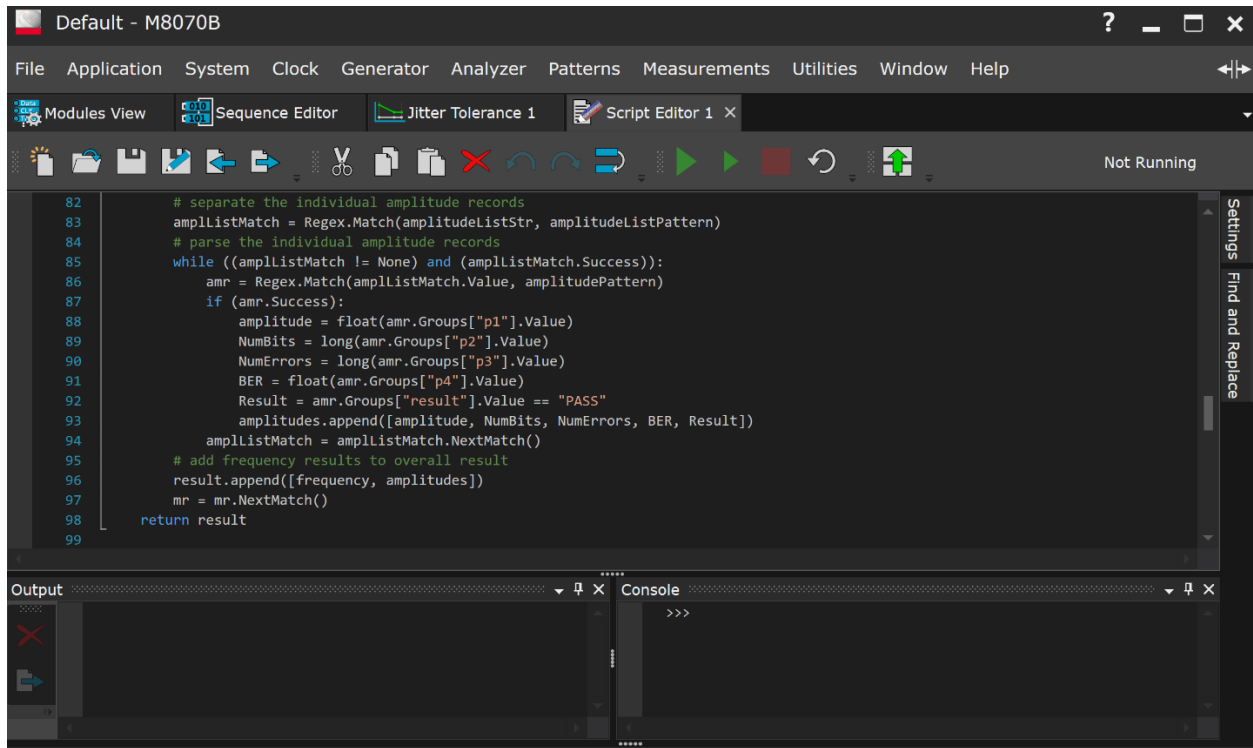 Default - M8070B
?
File Application System Clock Generator Analyzer Patterns Measurements Utilities Window Help
Modules View Sequence Editor Jitter Tolerance 1 Script Editor 1
Not Running
82 # separate the individual amplitude records
83 amplListMatch = Regex.Match(amplitudeListStr, amplitudeListPattern)
84 # parse the individual amplitude records
85 while ((amplListMatch != None) and (amplListMatch.Success)):
86 amr = Regex.Match(amplListMatch.Value, amplitudePattern)
87 if (amr.Success):
88 amplitude = float(amr.Groups["p1"].Value)
89 NumBits = long(amr.Groups["p2"].Value)
90 NumErrors = long(amr.Groups["p3"].Value)
91 BER = float(amr.Groups["p4"].Value)
92 Result = amr.Groups["result"].Value == "PASS"
93 amplitudes.append([amplitude, NumBits, NumErrors, BER, Result])
94 amplListMatch = amplListMatch.NextMatch()
95 # add frequency results to overall result
96 result.append([frequency, amplitudes])
97 mr = mr.NextMatch()
98 return result
99
Settings
Find and Replace
Output
Console
>>>